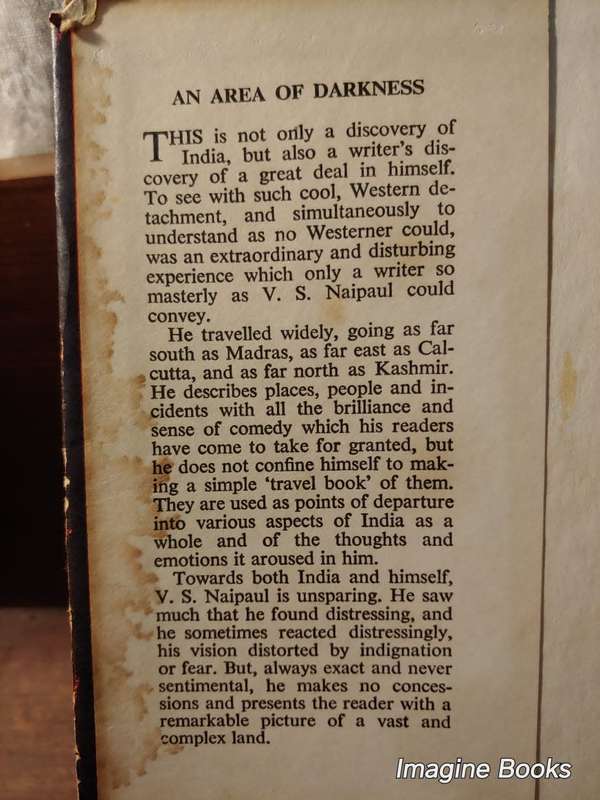 AN AREA OF DARKNESS
THIS is not only a discovery of
India, but also a writer's dis-
covery of a great deal in himself.
To see with such cool, Western de-
tachment, and simultaneously to
understand as no Westerner could,
was an extraordinary and disturbing
experience which only a writer so
masterly as V. S. Naipaul could
convey.
He travelled widely, going as far
south as Madras, as far east as Cal-
cutta, and as far north as Kashmir.
He describes places, people and in-
cidents with all the brilliance and
sense of comedy which his readers
have come to take for granted, but
he does not confine himself to mak-
ing a simple 'travel book' of them.
They are used as points of departure
into various aspects of India as a
whole and of the thoughts and
emotions it aroused in him.
Towards both India and himself,
V. S. Naipaul is unsparing. He saw
much that he found distressing, and
he sometimes reacted distressingly,
his vision distorted by indignation
or fear. But, always exact and never
sentimental, he makes no conces-
sions and presents the reader with a
remarkable picture of a vast and
complex land.
Imagine Books